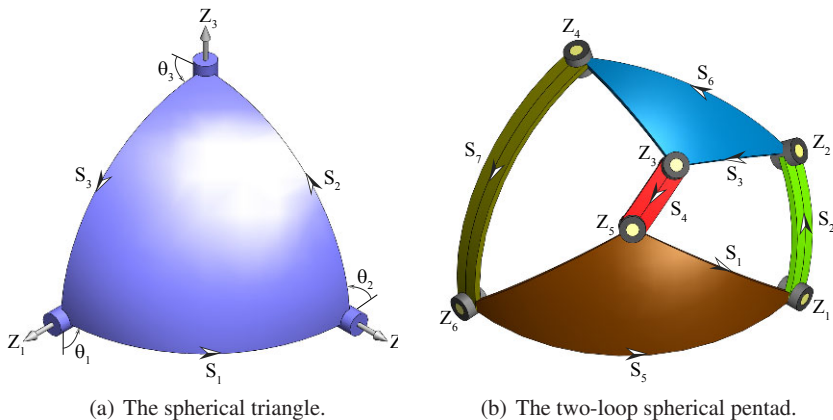 Z3
θ3
S3
S2
Z1
θ1
S1
θ2
Z
(a) The spherical triangle.
Z4
S6
S7
Z3
S3
Z2
S4
Z5
S1
S2
Z6
Z1
S5
(b) The two-loop spherical pentad.